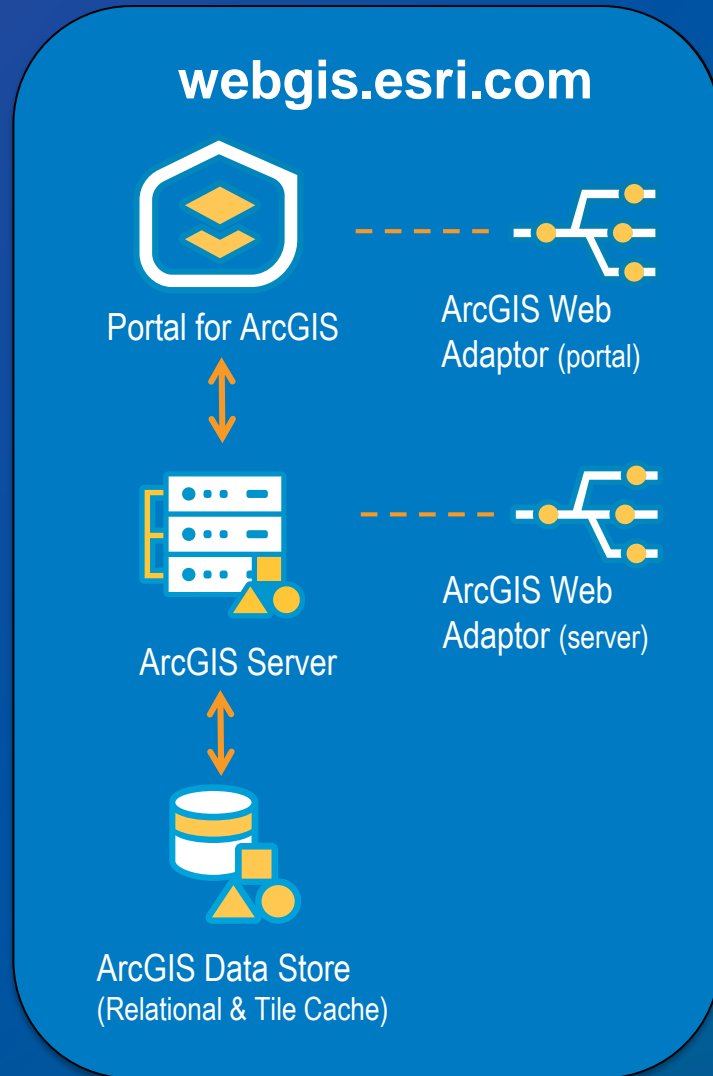 webgis.esri.com
Portal for ArcGIS
ArcGIS Web
Adaptor (portal)
ArcGIS Server
ArcGIS Web
Adaptor (server)
ArcGIS Data Store
(Relational & Tile Cache)